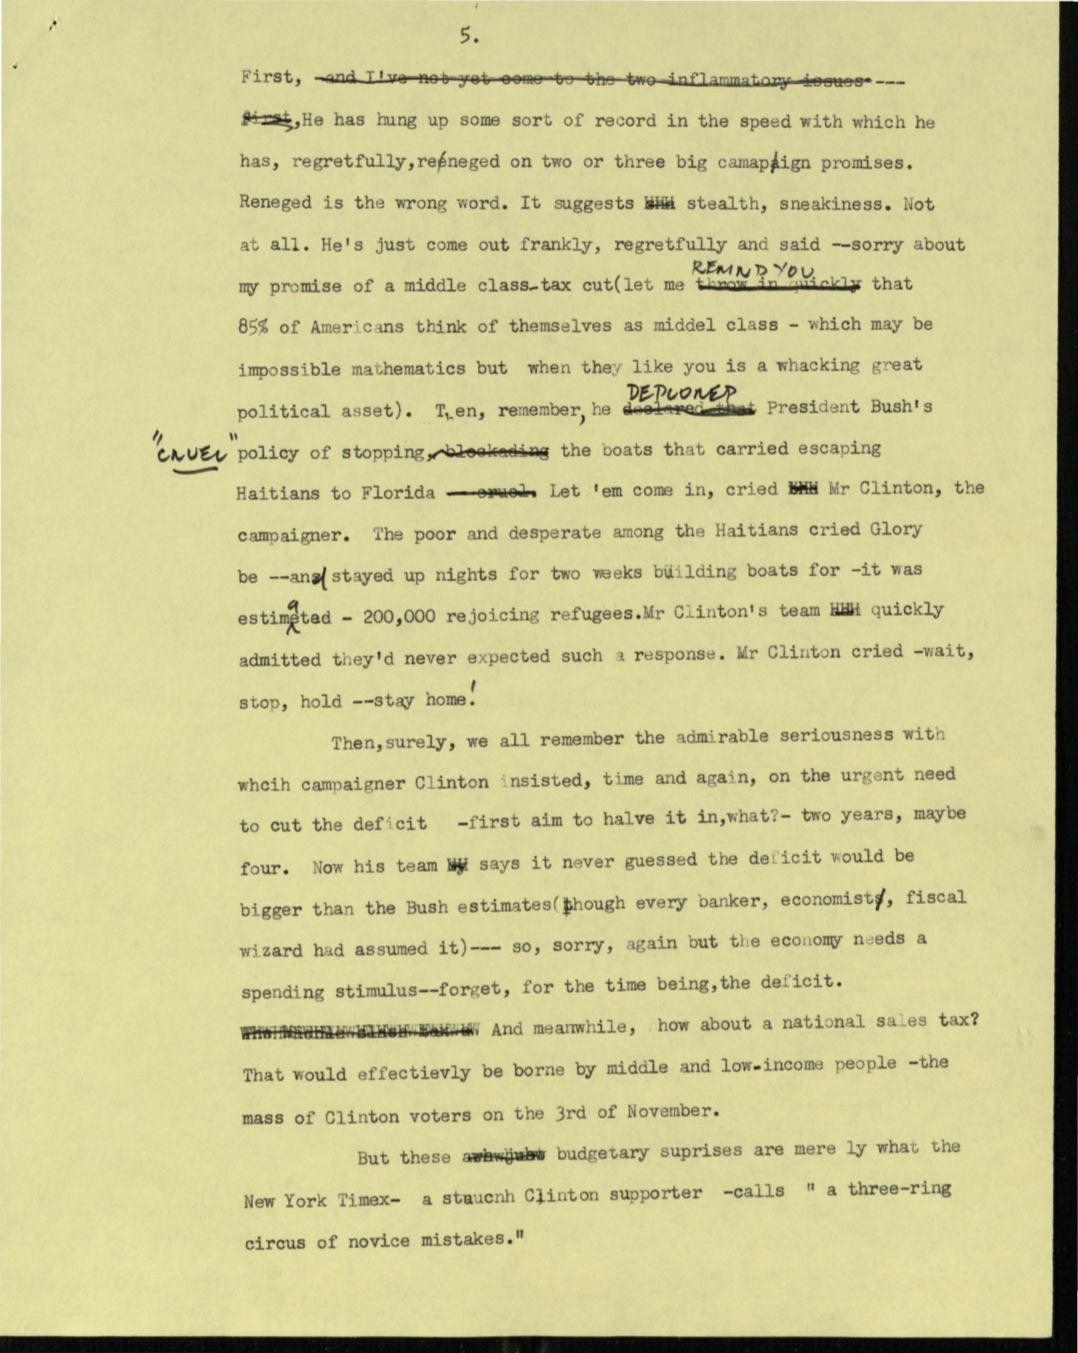 5.
First, and I've not yet come to the two inflammatory issues ---
first, He has hung up some sort of record in the speed with which he
has, regretfully,reneged on two or three big camapaign promises.
Reneged is the wrong word. It suggests stealth, sneakiness. Not
at all. He's just come out frankly, regretfully and said --sorry about
REMIND YOU
my promise of a middle class-tax cut(let me throw in quickly that
85% of Americans think of themselves as middel class - which may be
impossible mathematics but when they like you is a whacking great
DEPLORED
political asset). Then, remember, he declared that President Bush's
"CRUEL" policy of stopping, blockading the boats that carried escaping
Haitians to Florida -- cruel. Let 'em come in, cried Mr Clinton, the
campaigner. The poor and desperate among the Haitians cried Glory
be --and stayed up nights for two weeks building boats for -it was
estimated - 200,000 rejoicing refugees.Mr Clinton's team quickly
admitted they'd never expected such a response. Mr Clinton cried -wait,
stop, hold --stay home!
Then,surely, we all remember the admirable seriousness with
whcih campaigner Clinton insisted, time and again, on the urgent need
to cut the deficit -first aim to halve it in,what?- two years, maybe
four. Now his team says it never guessed the deficit would be
bigger than the Bush estimates(though every banker, economist, fiscal
wizard had assumed it)--- so, sorry, again but the economy needs a
spending stimulus--forget, for the time being,the deficit.
And meanwhile, how about a national sales tax?
That would effectievly be borne by middle and low-income people -the
mass of Clinton voters on the 3rd of November.
But these budgetary suprises are mere ly what the
New York Timex- a staucnh Clinton supporter -calls " a three-ring
circus of novice mistakes."